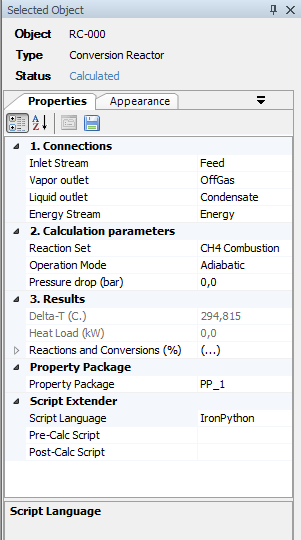 Selected Object
Object RC-000
Type Conversion Reactor
Status Calculated
Properties Appearance
A Z
1. Connections
Inlet Stream Feed
Vapor outlet OffGas
Liquid outlet Condensate
Energy Stream Energy
2. Calculation parameters
Reaction Set CH4 Combustion
Operation Mode Adiabatic
Pressure drop (bar) 0,0
3. Results
Delta-T (C.) 294,815
Heat Load (kW) 0,0
Reactions and Conversions (%) (...)
Property Package
Property Package PP_1
Script Extender
Script Language IronPython
Pre-Calc Script
Post-Calc Script
Script Language